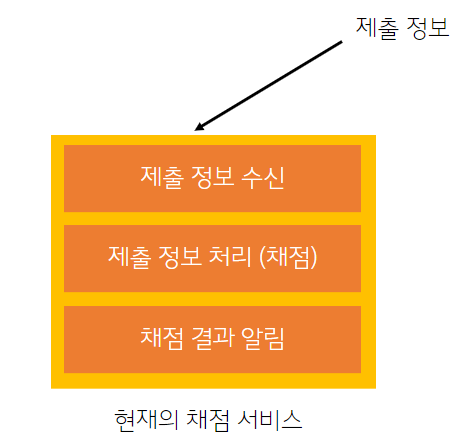 제출 정보
제출 정보 수신
제출 정보 처리 (채점)
채점 결과 알림
현재의 채점 서비스